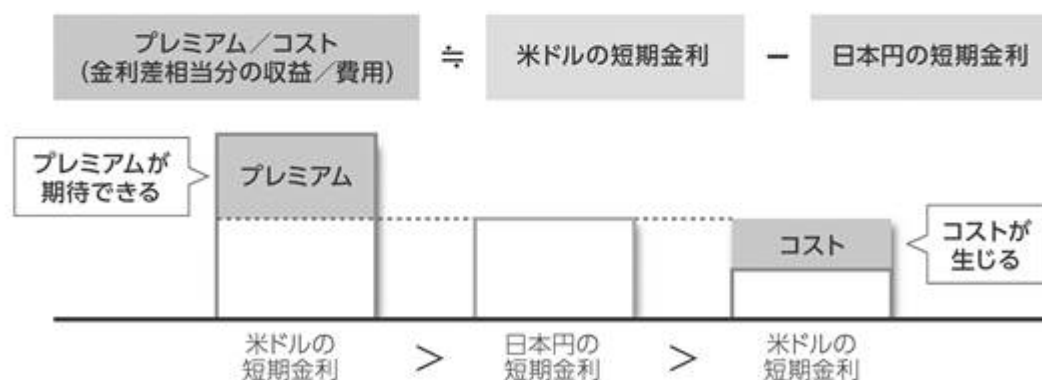 プレミアム／コスト
（金利差相当分の収益／費用）
≒
米ドルの短期金利
−
日本円の短期金利
プレミアムが
期待できる
プレミアム
コスト
コストが
生じる
米ドルの
短期金利
＞
日本円の
短期金利
＞
米ドルの
短期金利